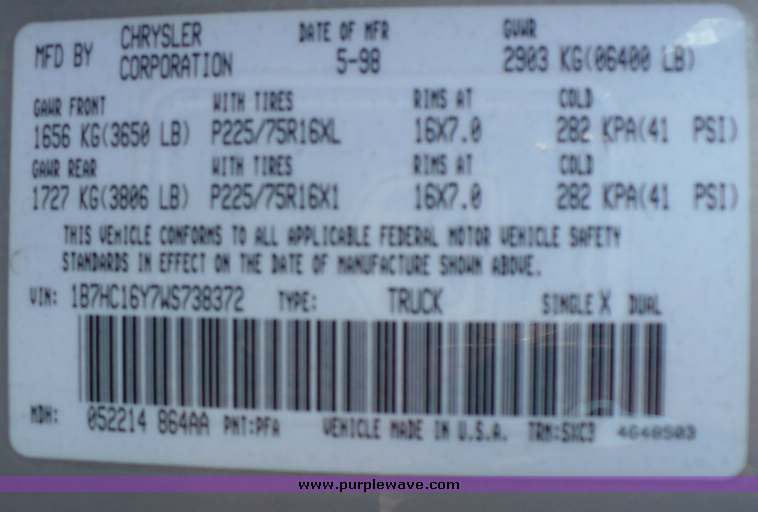 MFD BY CHRYSLER CORPORATION DATE OF MFR 5-98 GVWR 2903 KG(06400 LB)
GAWR FRONT WITH TIRES RIMS AT COLD
1656 KG(3650 LB) P225/75R16XL 16X7.0 282 KPA(41 PSI)
GAWR REAR WITH TIRES RIMS AT COLD
1727 KG(3806 LB) P225/75R16X1 16X7.0 282 KPA(41 PSI)
THIS VEHICLE CONFORMS TO ALL APPLICABLE FEDERAL MOTOR VEHICLE SAFETY
STANDARDS IN EFFECT ON THE DATE OF MANUFACTURE SHOWN ABOVE.
VIN: 1B7HC16Y7WS738372 TYPE: TRUCK SINGLE X DUAL
MDH: 052214 864AA PNT:PFA VEHICLE MADE IN U.S.A. TRM:SXC3 4648503
www.purplewave.com